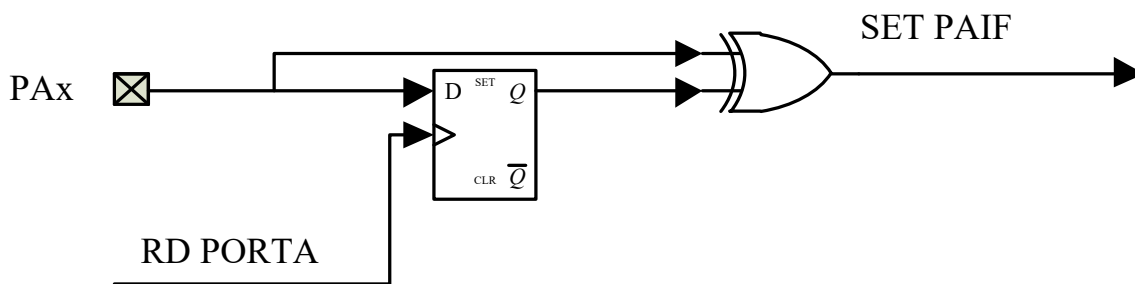 SET PAIF
PAx
D SET Q
CLR Q̅
RD PORTA